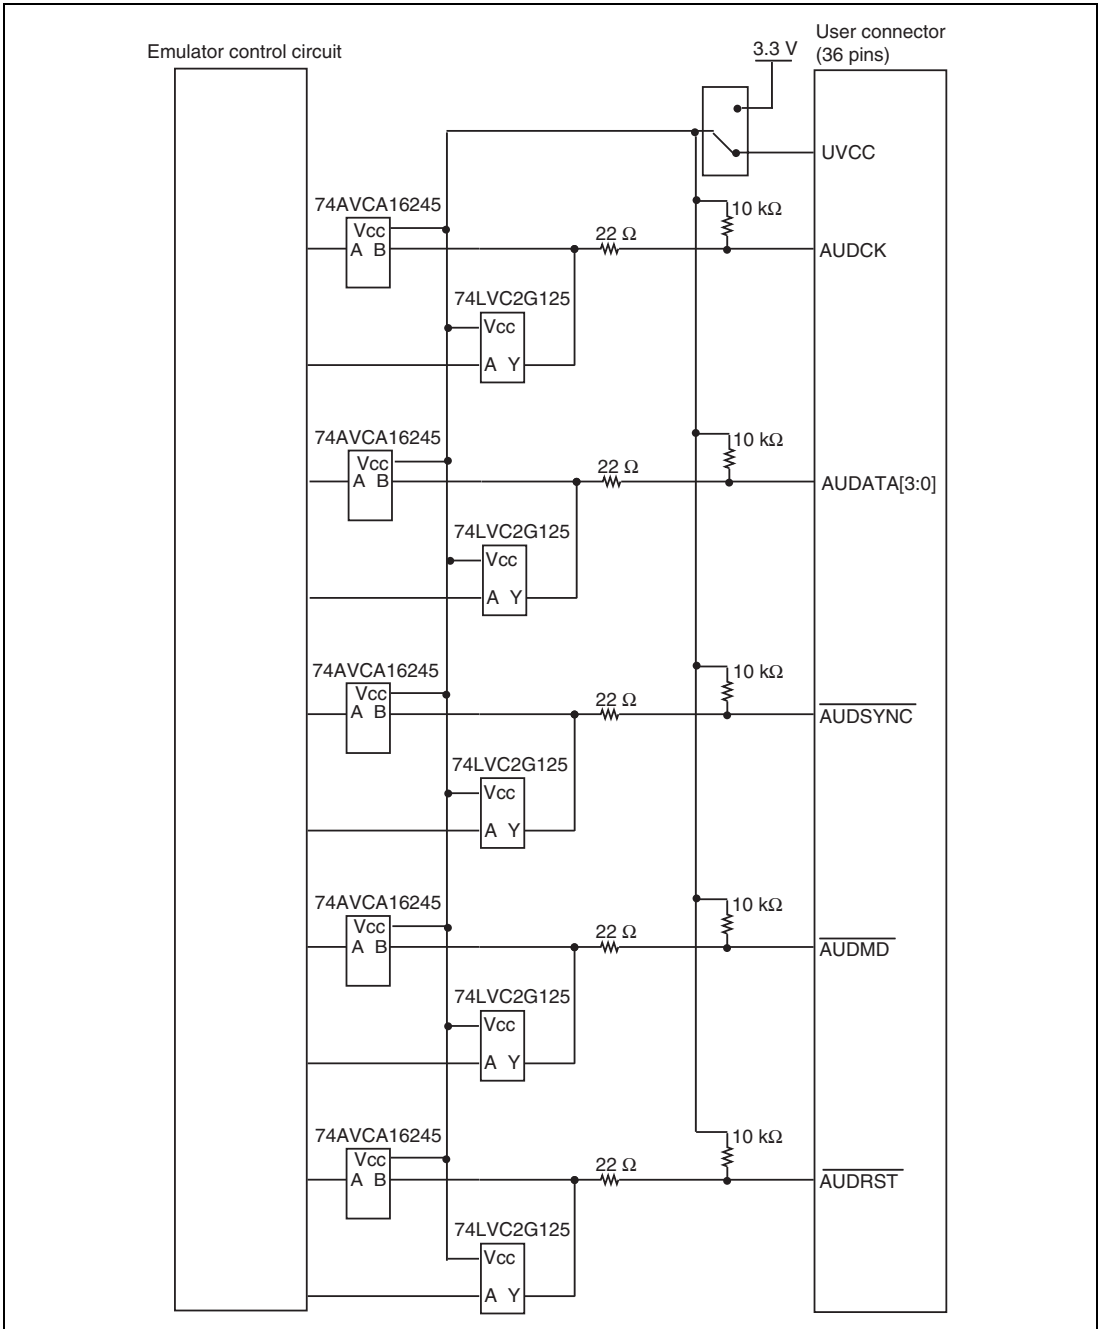 Emulator control circuit
3.3 V
User connector
(36 pins)
UVCC
74AVCA16245
Vcc
A B
22 Ω
10 kΩ
AUDCK
74LVC2G125
Vcc
A Y
74AVCA16245
Vcc
A B
22 Ω
10 kΩ
AUDATA[3:0]
74LVC2G125
Vcc
A Y
74AVCA16245
Vcc
A B
22 Ω
10 kΩ
AUDSYNC
74LVC2G125
Vcc
A Y
74AVCA16245
Vcc
A B
22 Ω
10 kΩ
AUDMD
74LVC2G125
Vcc
A Y
74AVCA16245
Vcc
A B
22 Ω
10 kΩ
AUDRST
74LVC2G125
Vcc
A Y